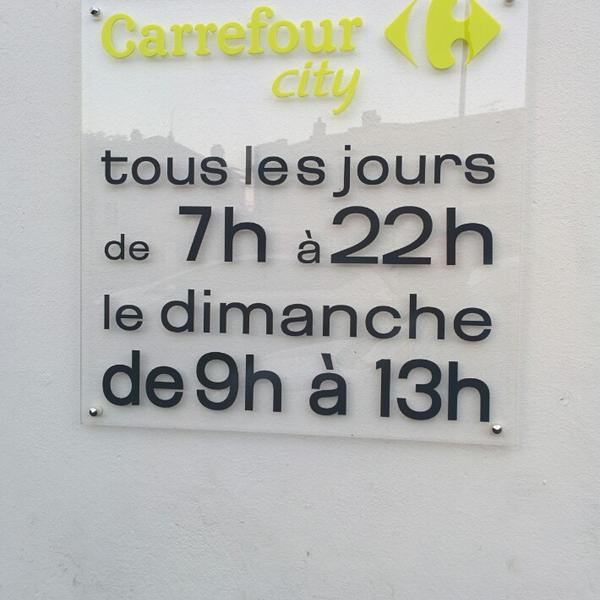 Carrefour
city
tous les jours
de 7h à 22h
le dimanche
de 9h à 13h